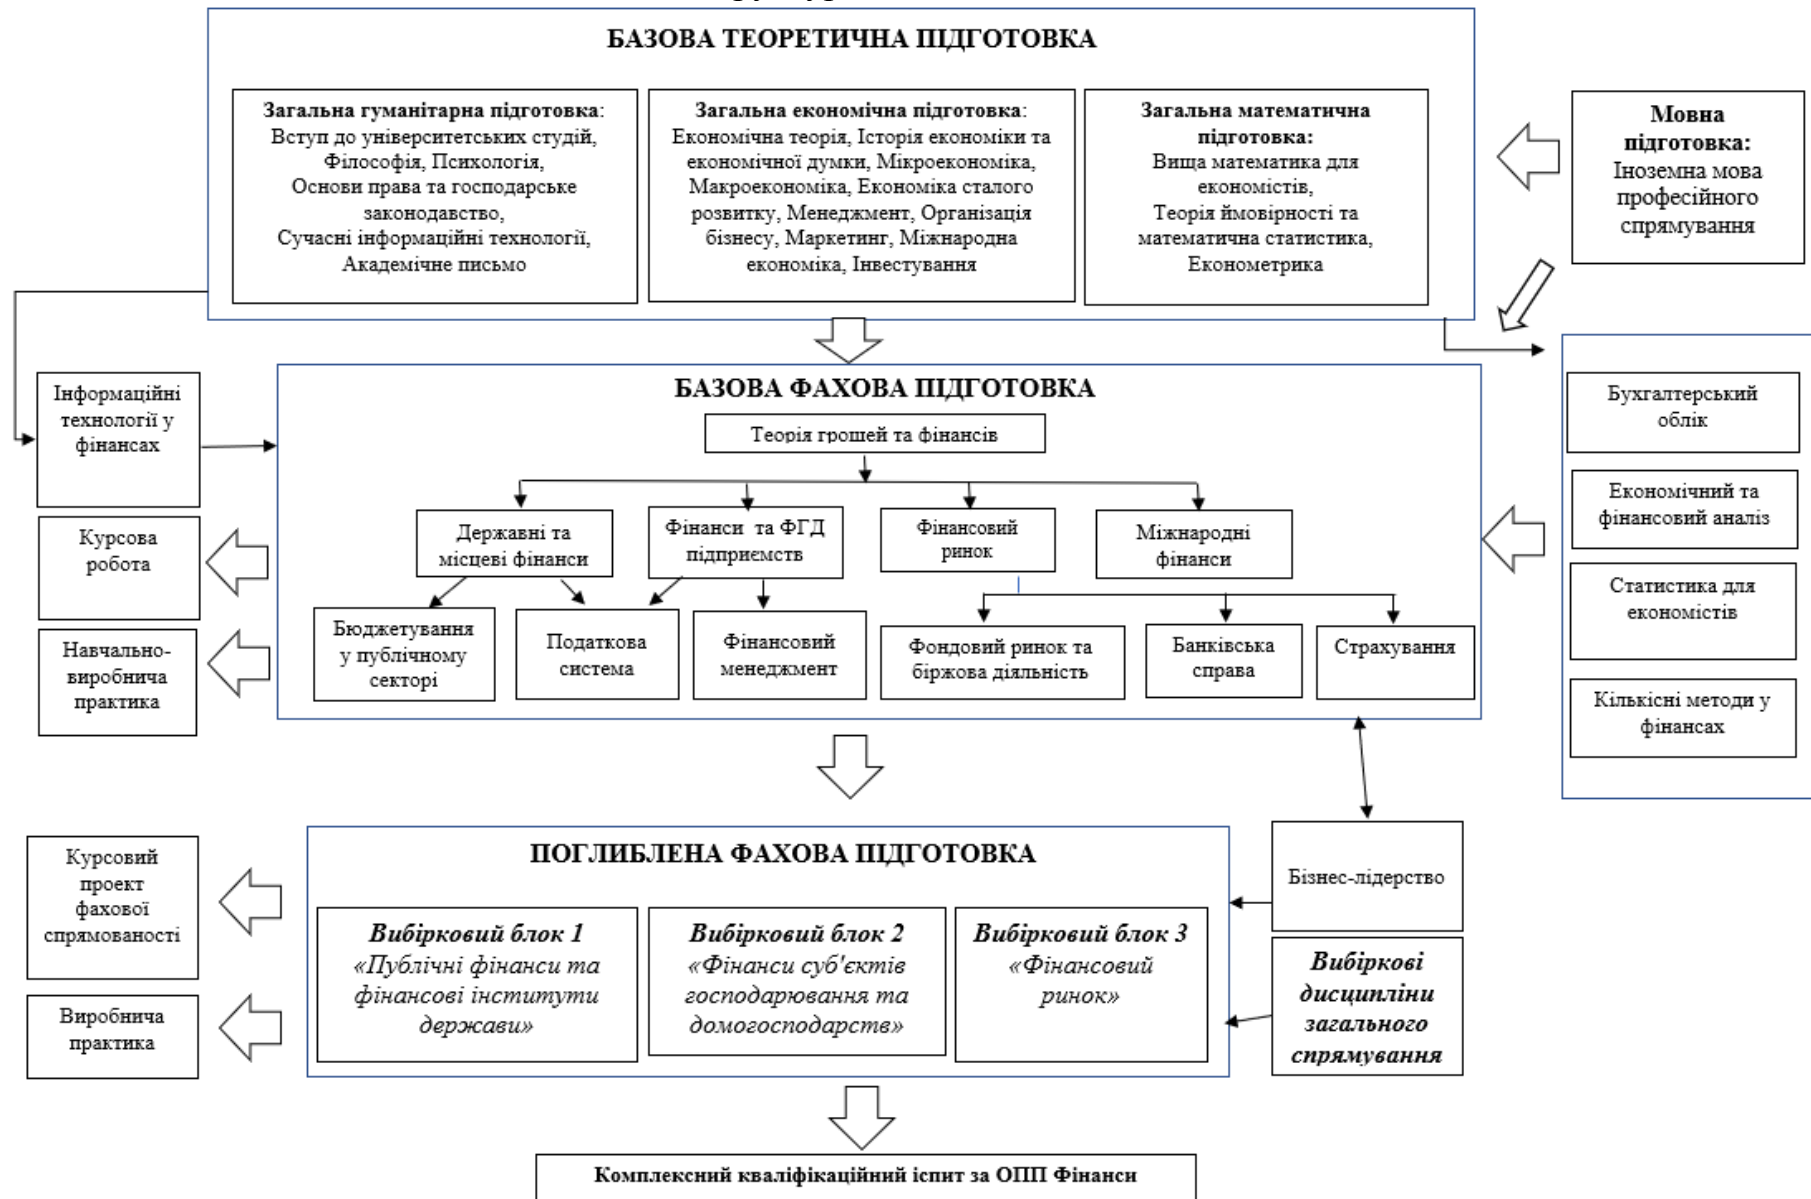 БАЗОВА ТЕОРЕТИЧНА ПІДГОТОВКА
Загальна гуманітарна підготовка:
Вступ до університетських студій,
Філософія, Психологія,
Основи права та господарське
законодавство,
Сучасні інформаційні технології,
Академічне письмо
Загальна економічна підготовка:
Економічна теорія, Історія економіки та
економічної думки, Мікроекономіка,
Макроекономіка, Економіка сталого
розвитку, Менеджмент, Організація
бізнесу, Маркетинг, Міжнародна
економіка, Інвестування
Загальна математична
підготовка:
Вища математика для
економістів,
Теорія ймовірності та
математична статистика,
Економетрика
Мовна
підготовка:
Іноземна мова
професійного
спрямування
Інформаційні
технології у
фінансах
Курсова
робота
Навчально-
виробнича
практика
БАЗОВА ФАХОВА ПІДГОТОВКА
Теорія грошей та фінансів
Державні та
місцеві фінанси
Фінанси та ФГД
підприємств
Фінансовий
ринок
Міжнародні
фінанси
Бюджетування
у публічному
секторі
Податкова
система
Фінансовий
менеджмент
Фондовий ринок та
біржова діяльність
Банківська
справа
Страхування
Бухгалтерський
облік
Економічний та
фінансовий аналіз
Статистика для
економістів
Кількісні методи у
фінансах
Курсовий
проект
фахової
спрямованості
Виробнича
практика
ПОГЛИБЛЕНА ФАХОВА ПІДГОТОВКА
Вибірковий блок 1
«Публічні фінанси та
фінансові інститути
держави»
Вибірковий блок 2
«Фінанси суб'єктів
господарювання та
домогосподарств»
Вибірковий блок 3
«Фінансовий
ринок»
Бізнес-лідерство
Вибіркові
дисципліни
загального
спрямування
Комплексний кваліфікаційний іспит за ОПП Фінанси